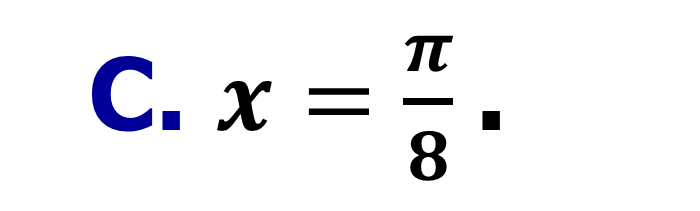 C. x = π/8.